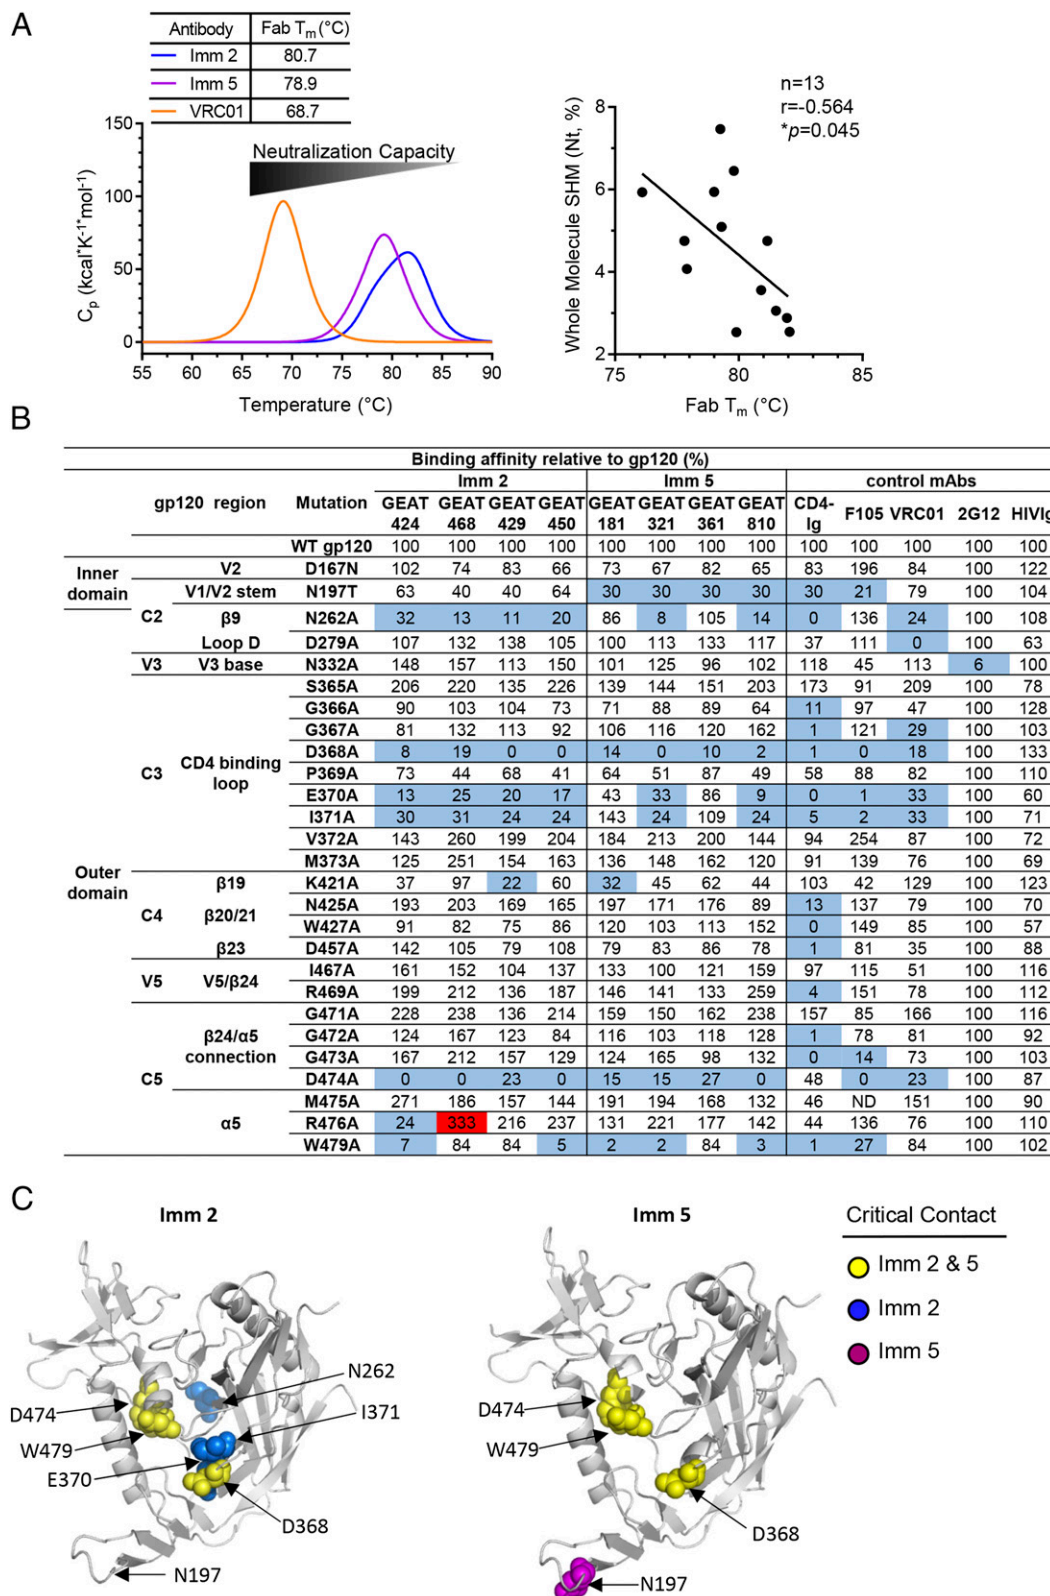 A
Antibody Fab Tm (°C)
Imm 2 80.7
Imm 5 78.9
VRC01 68.7
Neutralization Capacity
Cp (kcal*K-1*mol-1)
150
100
50
0
55 60 65 70 75 80 85 90
Temperature (°C)
n=13
r=-0.564
*p=0.045
Whole Molecule SHM (Nt, %)
8
6
4
2
75 80 85
Fab Tm (°C)
B
Binding affinity relative to gp120 (%)
Imm 2 Imm 5 control mAbs
gp120 region Mutation GEAT 424 GEAT 468 GEAT 429 GEAT 450 GEAT 181 GEAT 321 GEAT 361 GEAT 810 CD4-Ig F105 VRC01 2G12 HIVIg
WT gp120 100 100 100 100 100 100 100 100 100 100 100 100 100
Inner domain V2 D167N 102 74 83 66 73 67 82 65 83 196 84 100 122
V1/V2 stem N197T 63 40 40 64 30 30 30 30 30 21 79 100 104
C2 β9 N262A 32 13 11 20 86 8 105 14 0 136 24 100 108
Loop D D279A 107 132 138 105 100 113 133 117 37 111 0 100 63
V3 V3 base N332A 148 157 113 150 101 125 96 102 118 45 113 6 100
Outer domain C3 CD4 binding loop S365A 206 220 135 226 139 144 151 203 173 91 209 100 78
G366A 90 103 104 73 71 88 89 64 11 97 47 100 128
G367A 81 132 113 92 106 116 120 162 1 121 29 100 103
D368A 8 19 0 0 14 0 10 2 1 0 18 100 133
P369A 73 44 68 41 64 51 87 49 58 88 82 100 110
E370A 13 25 20 17 43 33 86 9 0 1 33 100 60
I371A 30 31 24 24 143 24 109 24 5 2 33 100 71
V372A 143 260 199 204 184 213 200 144 94 254 87 100 72
M373A 125 251 154 163 136 148 162 120 91 139 76 100 69
C4 β19 K421A 37 97 22 60 32 45 62 44 103 42 129 100 123
β20/21 N425A 193 203 169 165 197 171 176 89 13 137 79 100 70
W427A 91 82 75 86 120 103 113 152 0 149 85 100 57
β23 D457A 142 105 79 108 79 83 86 78 1 81 35 100 88
V5 V5/β24 I467A 161 152 104 137 133 100 121 159 97 115 51 100 116
R469A 199 212 136 187 146 141 133 259 4 151 78 100 112
C5 β24/α5 connection G471A 228 238 136 214 159 150 162 238 157 85 166 100 116
G472A 124 167 123 84 116 103 118 128 1 78 81 100 92
G473A 167 212 157 129 124 165 98 132 0 14 73 100 103
D474A 0 0 23 0 15 15 27 0 48 0 23 100 87
α5 M475A 271 186 157 144 191 194 168 132 46 ND 151 100 90
R476A 24 333 216 237 131 221 177 142 44 136 76 100 110
W479A 7 84 84 5 2 2 84 3 1 27 84 100 102
C
Imm 2
N262
I371
D474
W479
E370
D368
N197
Imm 5
D474
W479
D368
N197
Critical Contact
Imm 2 & 5
Imm 2
Imm 5